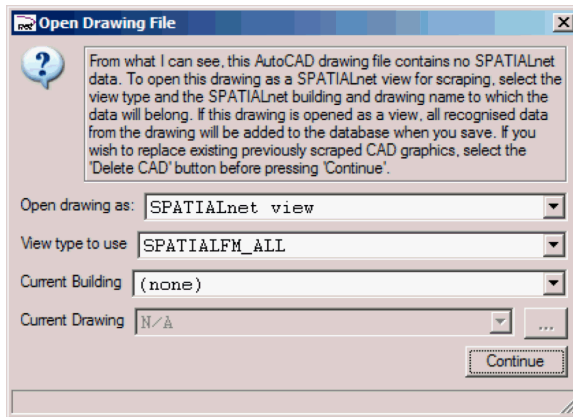 Open Drawing File
From what I can see, this AutoCAD drawing file contains no SPATIALnet
data. To open this drawing as a SPATIALnet view for scraping, select the
view type and the SPATIALnet building and drawing name to which the
data will belong. If this drawing is opened as a view, all recognised data
from the drawing will be added to the database when you save. If you
wish to replace existing previously scraped CAD graphics, select the
'Delete CAD' button before pressing 'Continue'.
Open drawing as: SPATIALnet view
View type to use SPATIALFM_ALL
Current Building (none)
Current Drawing N/A ...
Continue